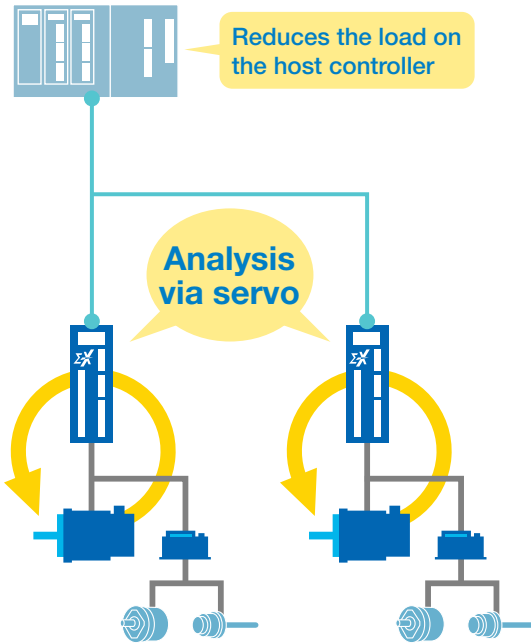 Reduces the load on
the host controller
Analysis
via servo
Σ-X
Σ-X